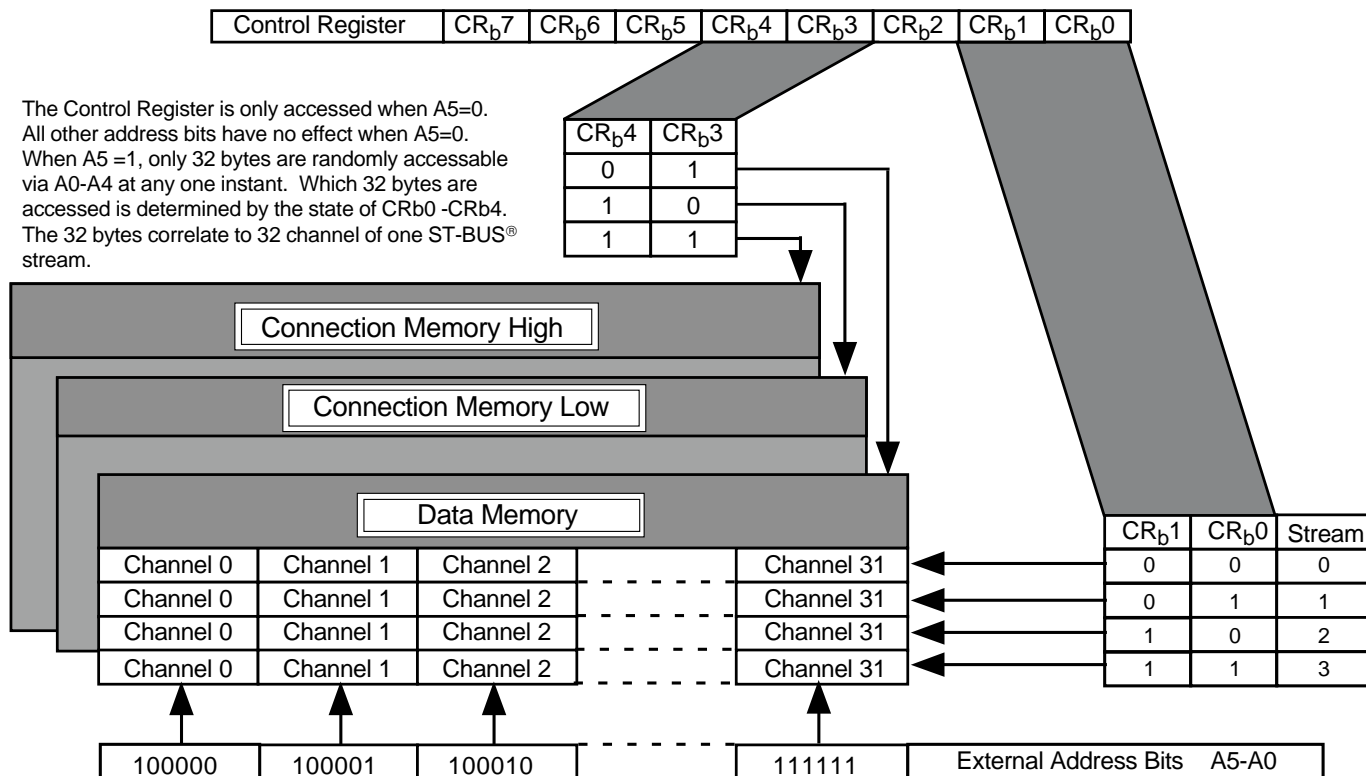 Control Register CRb7 CRb6 CRb5 CRb4 CRb3 CRb2 CRb1 CRb0
The Control Register is only accessed when A5=0.
All other address bits have no effect when A5=0.
When A5 =1, only 32 bytes are randomly accessable
via A0-A4 at any one instant. Which 32 bytes are
accessed is determined by the state of CRb0 -CRb4.
The 32 bytes correlate to 32 channel of one ST-BUS®
stream.
CRb4 CRb3
0 1
1 0
1 1
Connection Memory High
Connection Memory Low
Data Memory
Channel 0 Channel 1 Channel 2 Channel 31
Channel 0 Channel 1 Channel 2 Channel 31
Channel 0 Channel 1 Channel 2 Channel 31
Channel 0 Channel 1 Channel 2 Channel 31
CRb1 CRb0 Stream
0 0 0
0 1 1
1 0 2
1 1 3
100000 100001 100010 111111 External Address Bits A5-A0